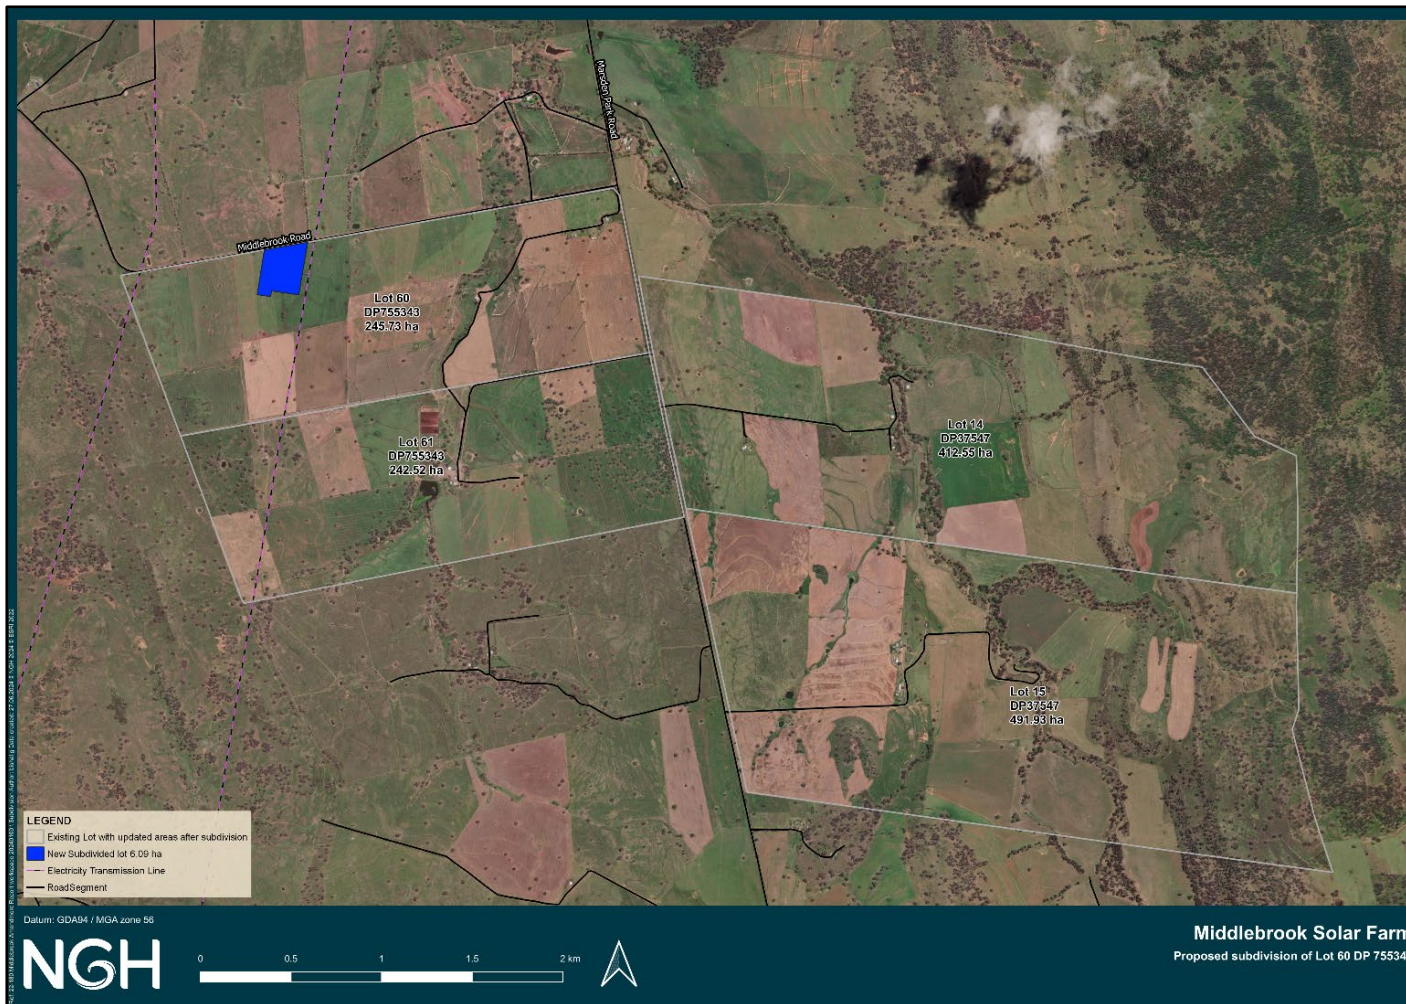 Marsden Park Road
Middlebrook Road
Lot 60
DP755343
245.73 ha
Lot 61
DP755343
242.52 ha
Lot 14
DP37547
412.55 ha
Lot 15
DP37547
491.93 ha
LEGEND
Existing Lot with updated areas after subdivision
New Subdivided lot 6.09 ha
Electricity Transmission Line
RoadSegment
Datum: GDA94 / MGA zone 56
NGH
0 0.5 1 1.5 2 km
Middlebrook Solar Farm
Proposed subdivision of Lot 60 DP 75534